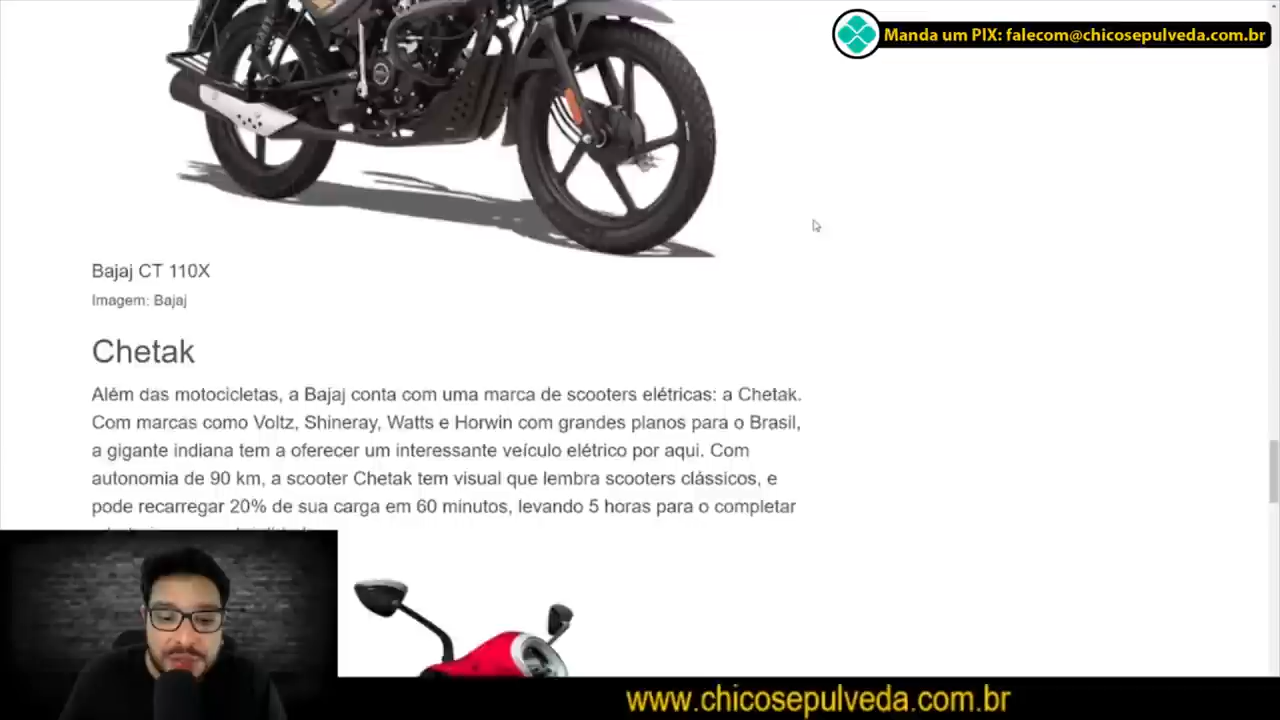 Manda um PIX: falecom@chicosepulveda.com.br
Bajaj CT 110X
Imagem: Bajaj
Chetak
Além das motocicletas, a Bajaj conta com uma marca de scooters elétricas: a Chetak.
Com marcas como Voltz, Shineray, Watts e Horwin com grandes planos para o Brasil,
a gigante indiana tem a oferecer um interessante veículo elétrico por aqui. Com
autonomia de 90 km, a scooter Chetak tem visual que lembra scooters clássicos, e
pode recarregar 20% de sua carga em 60 minutos, levando 5 horas para o completar
www.chicosepulveda.com.br